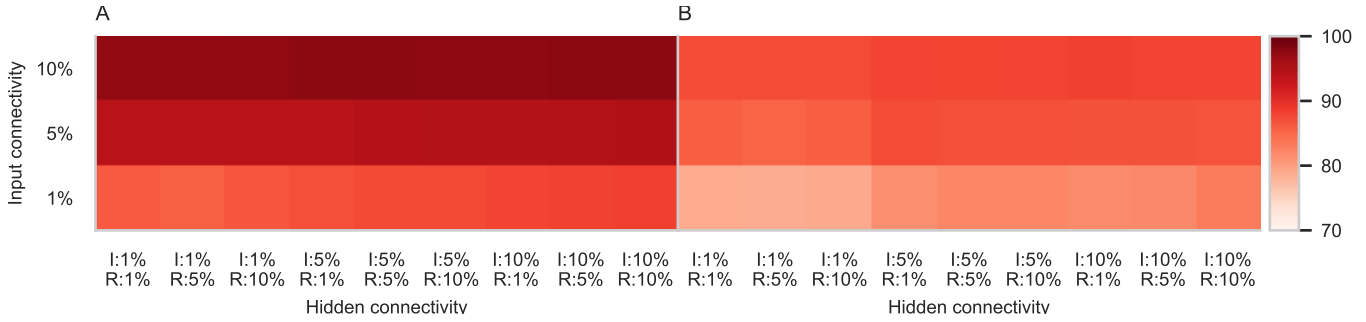 A
B
Input connectivity
10%
5%
1%
100
90
80
70
I:1% I:1% I:1% I:5% I:5% I:5% I:10% I:10% I:10% I:1% I:1% I:1% I:5% I:5% I:5% I:10% I:10% I:10%
R:1% R:5% R:10% R:1% R:5% R:10% R:1% R:5% R:10% R:1% R:5% R:10% R:1% R:5% R:10% R:1% R:5% R:10%
Hidden connectivity
Hidden connectivity